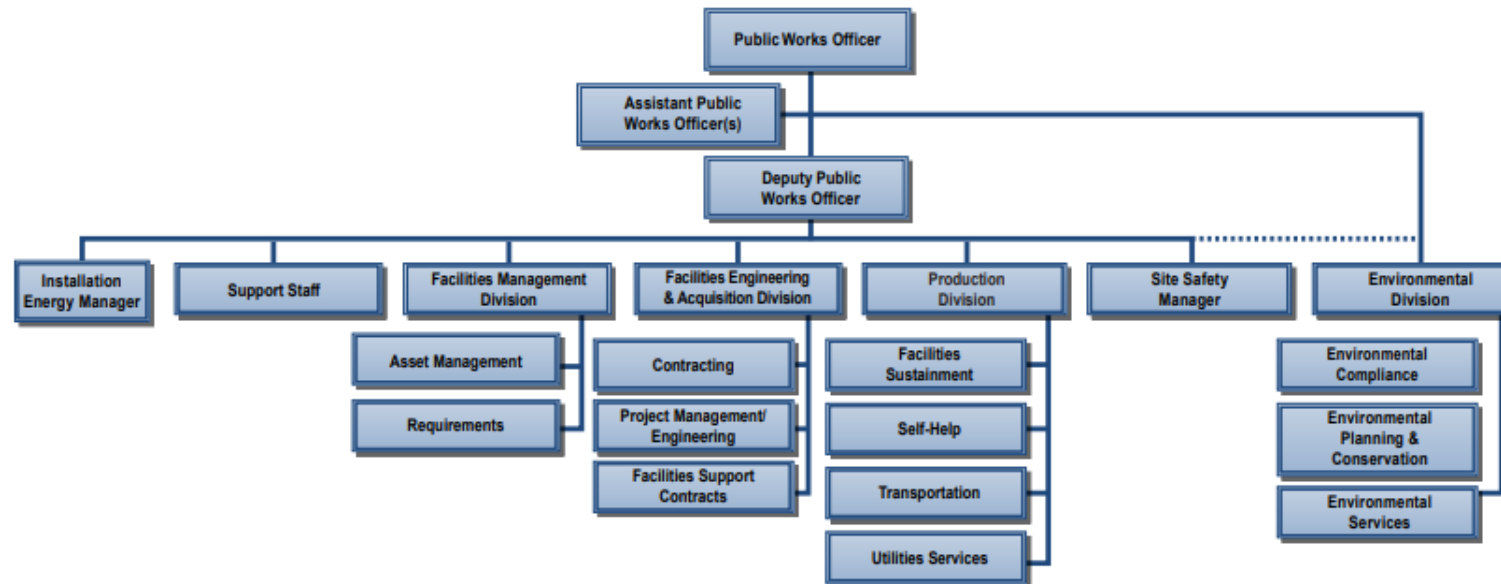 Public Works Officer
Assistant Public
Works Officer(s)
Deputy Public
Works Officer
Installation
Energy Manager
Support Staff
Facilities Management
Division
Facilities Engineering
& Acquisition Division
Production
Division
Site Safety
Manager
Environmental
Division
Asset Management
Requirements
Contracting
Project Management/
Engineering
Facilities Support
Contracts
Facilities
Sustainment
Self-Help
Transportation
Utilities Services
Environmental
Compliance
Environmental
Planning &
Conservation
Environmental
Services